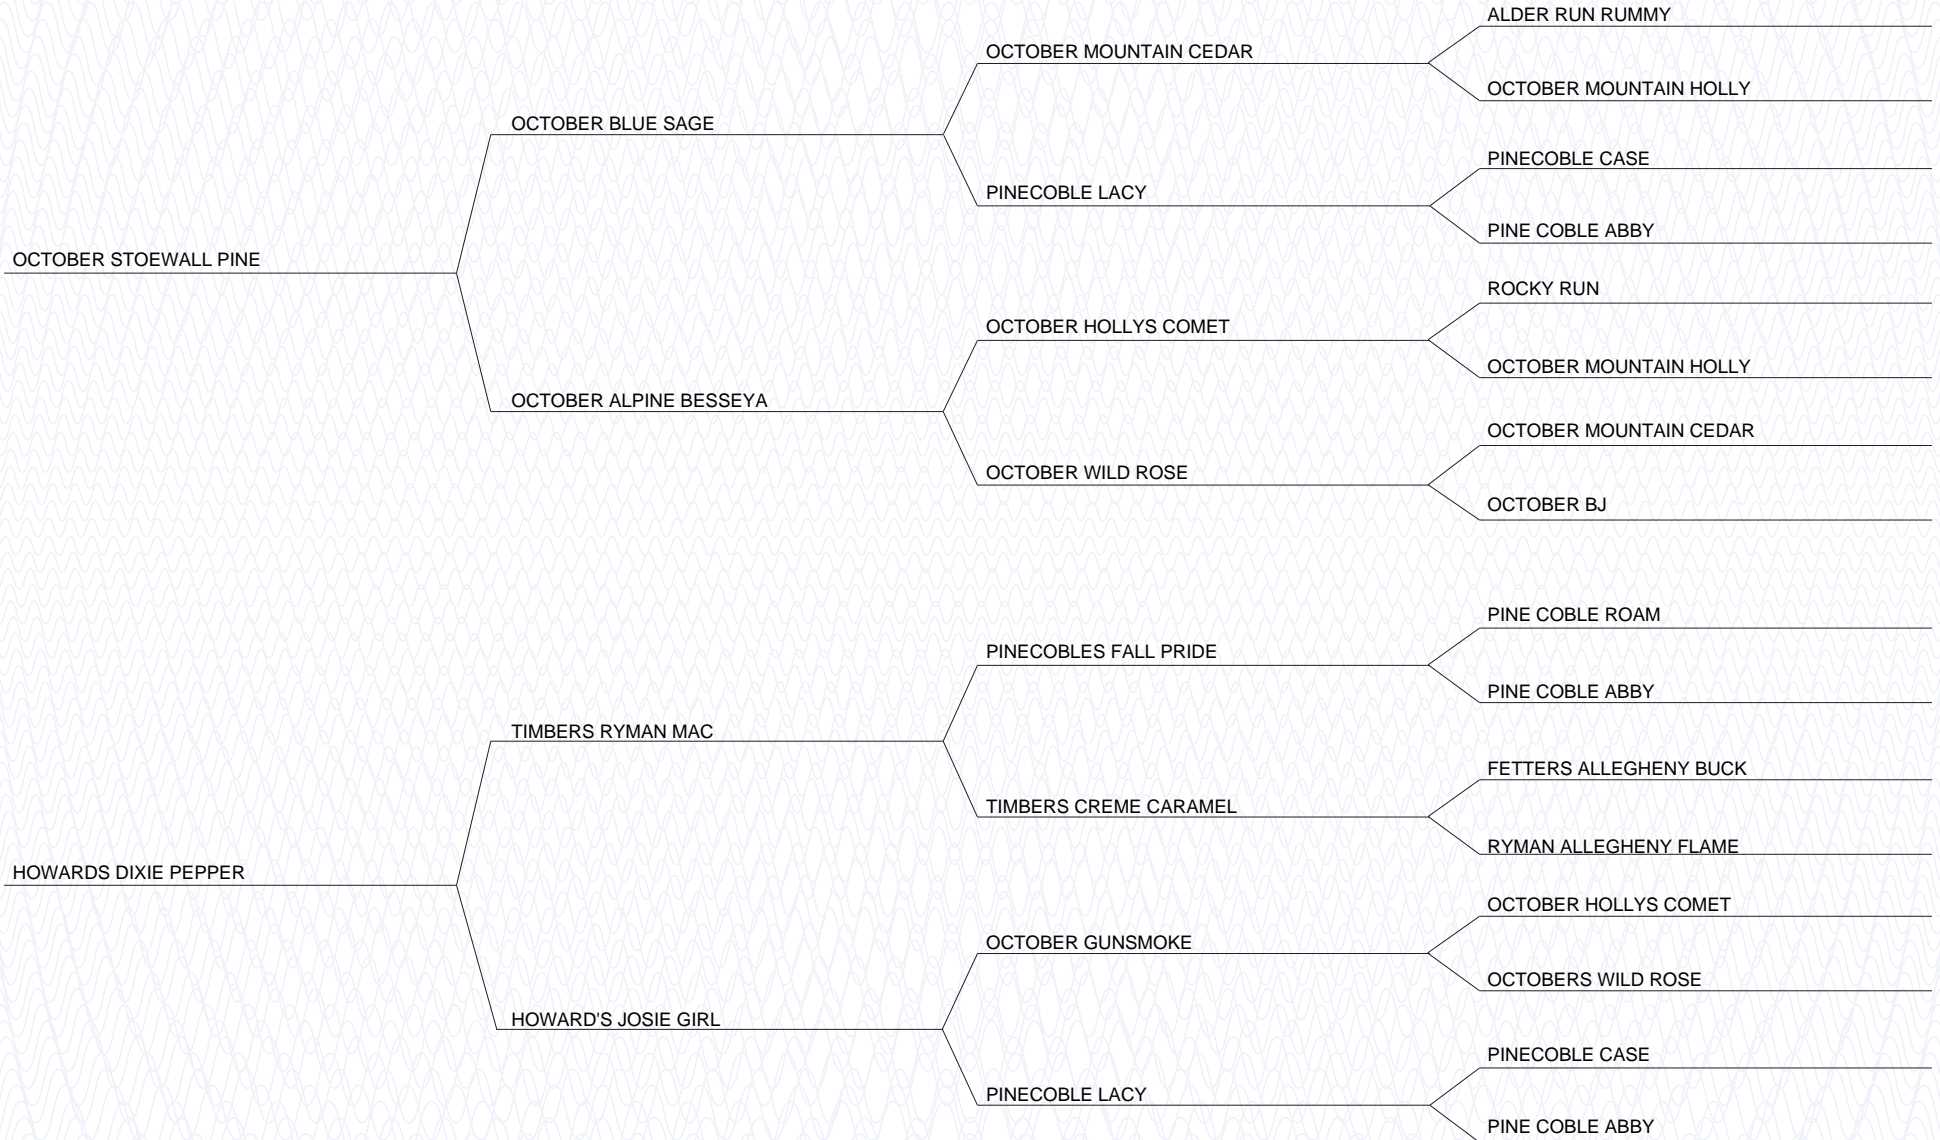 ALDER RUN RUMMY
OCTOBER MOUNTAIN CEDAR
OCTOBER MOUNTAIN HOLLY
OCTOBER BLUE SAGE
PINECOBLE CASE
PINECOBLE LACY
PINE COBLE ABBY
OCTOBER STOEWALL PINE
ROCKY RUN
OCTOBER HOLLYS COMET
OCTOBER MOUNTAIN HOLLY
OCTOBER ALPINE BESSEYA
OCTOBER MOUNTAIN CEDAR
OCTOBER WILD ROSE
OCTOBER BJ
PINE COBLE ROAM
PINECOBLES FALL PRIDE
PINE COBLE ABBY
TIMBERS RYMAN MAC
FETTERS ALLEGHENY BUCK
TIMBERS CREME CARAMEL
RYMAN ALLEGHENY FLAME
HOWARDS DIXIE PEPPER
OCTOBER HOLLYS COMET
OCTOBER GUNSMOKE
OCTOBERS WILD ROSE
HOWARD'S JOSIE GIRL
PINECOBLE CASE
PINECOBLE LACY
PINE COBLE ABBY